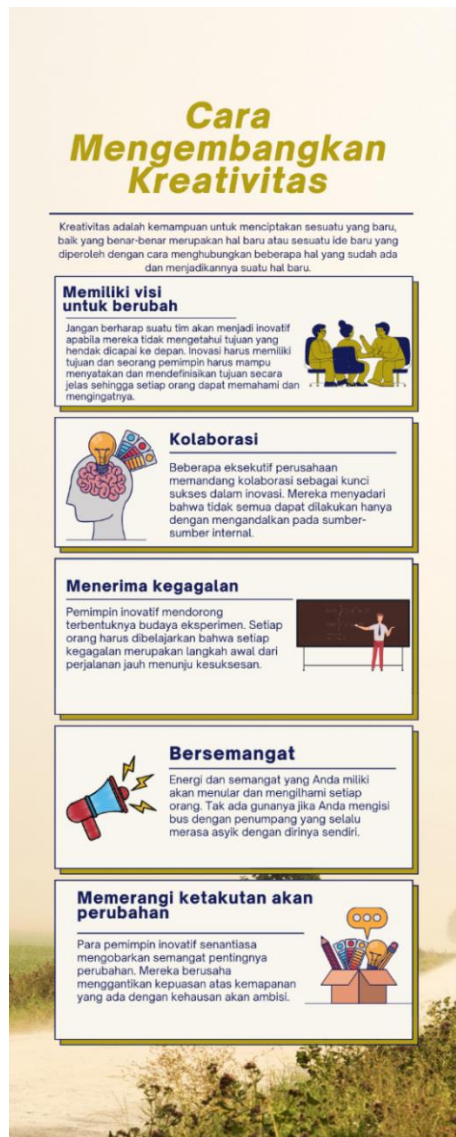 Cara
Mengembangkan
Kreativitas
Kreativitas adalah kemampuan untuk menciptakan sesuatu yang baru,
baik yang benar-benar merupakan hal baru atau sesuatu ide baru yang
diperoleh dengan cara menghubungkan beberapa hal yang sudah ada
dan menjadikannya suatu hal baru.
Memiliki visi
untuk berubah
Jangan berharap suatu tim akan menjadi inovatif
apabila mereka tidak mengetahui tujuan yang
hendak dicapai ke depan. Inovasi harus memiliki
tujuan dan seorang pemimpin harus mampu
menyatakan dan mendefinisikan tujuan secara
jelas sehingga setiap orang dapat memahami dan
mengingatnya.
Kolaborasi
Beberapa eksekutif perusahaan
memandang kolaborasi sebagai kunci
sukses dalam inovasi. Mereka menyadari
bahwa tidak semua dapat dilakukan hanya
dengan mengandalkan pada sumber-
sumber internal.
Menerima kegagalan
Pemimpin inovatif mendorong
terbentuknya budaya eksperimen. Setiap
orang harus dibelajarkan bahwa setiap
kegagalan merupakan langkah awal dari
perjalanan jauh menunju kesuksesan.
Bersemangat
Energi dan semangat yang Anda miliki
akan menular dan mengilhami setiap
orang. Tak ada gunanya jika Anda mengisi
bus dengan penumpang yang selalu
merasa asyik dengan dirinya sendiri.
Memerangi ketakutan akan
perubahan
Para pemimpin inovatif senantiasa
mengobarkan semangat pentingnya
perubahan. Mereka berusaha
menggantikan kepuasan atas kemapanan
yang ada dengan kehausan akan ambisi.